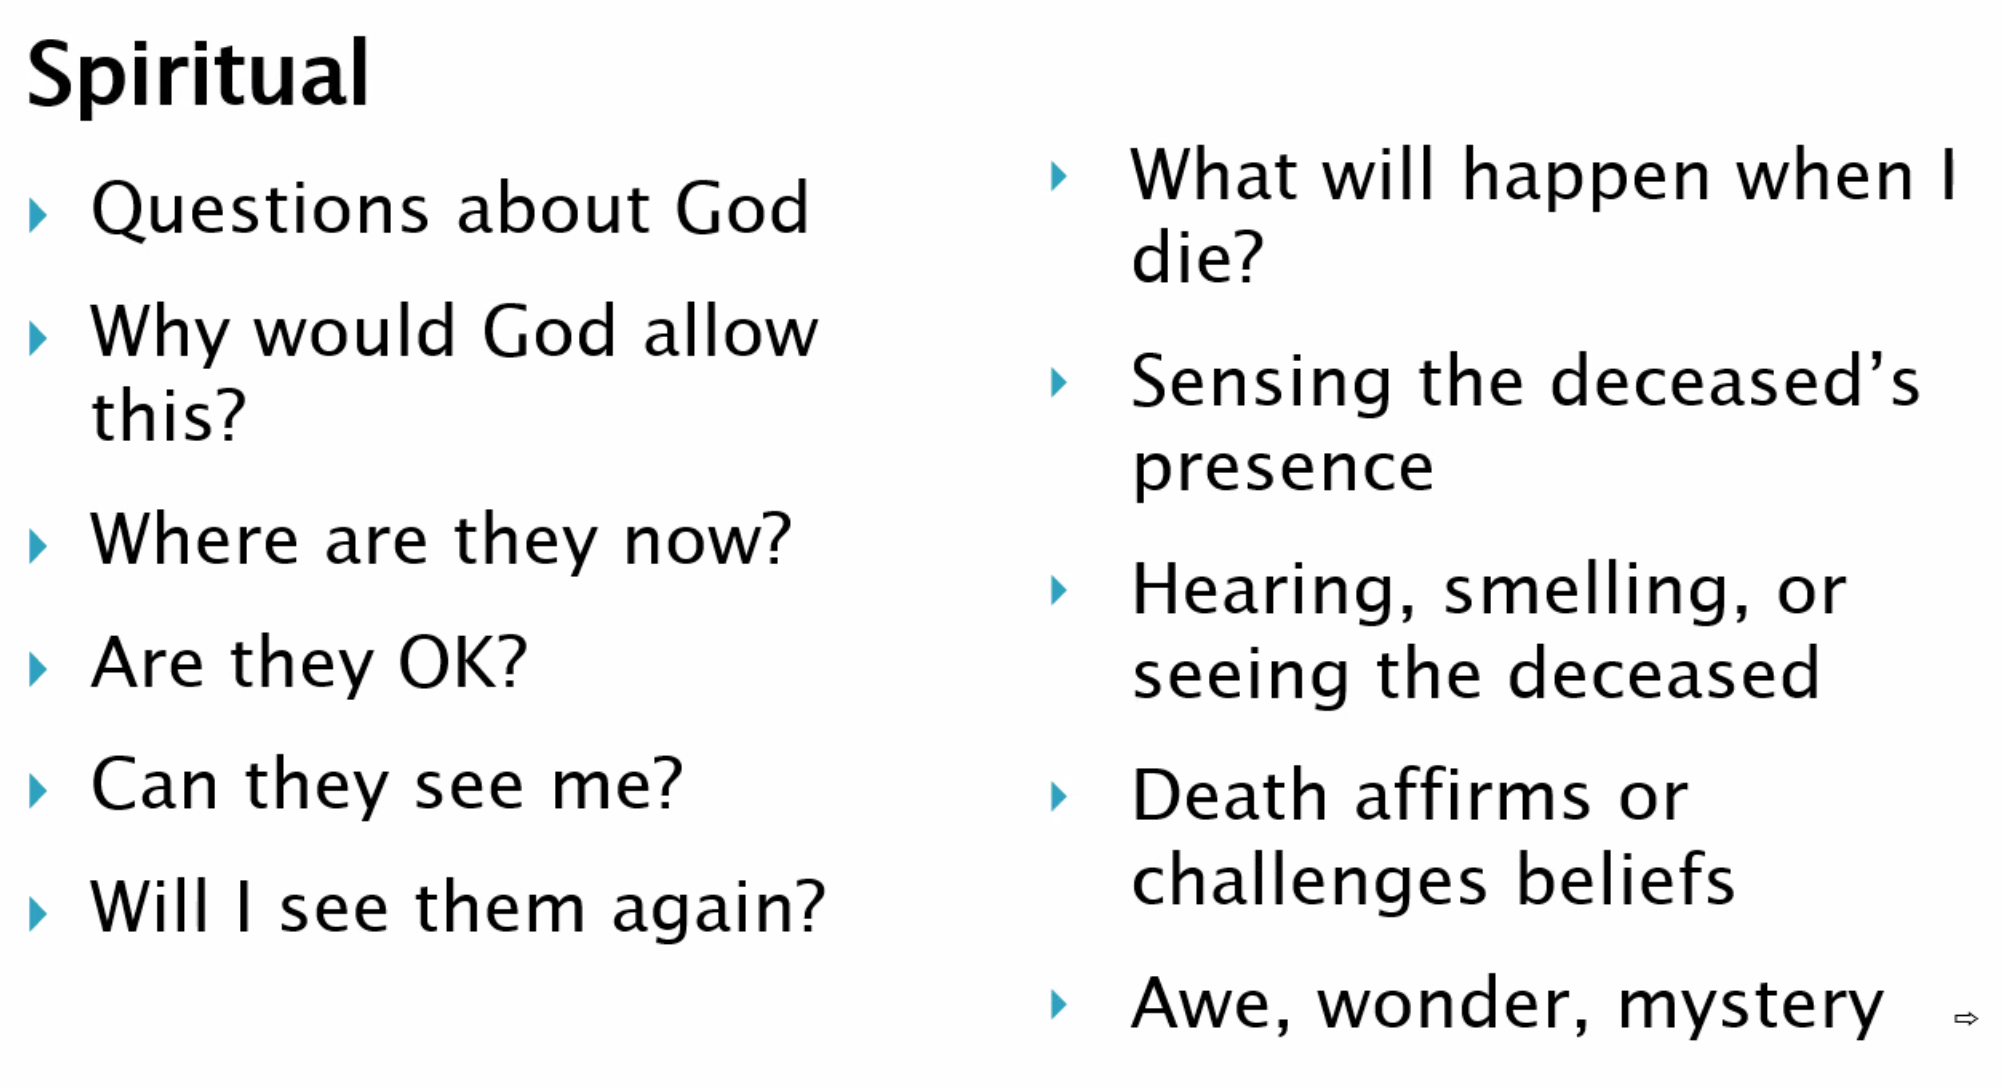 Spiritual
Questions about God
Why would God allow
this?
Where are they now?
Are they OK?
Can they see me?
Will I see them again?
What will happen when I
die?
Sensing the deceased’s
presence
Hearing, smelling, or
seeing the deceased
Death affirms or
challenges beliefs
Awe, wonder, mystery